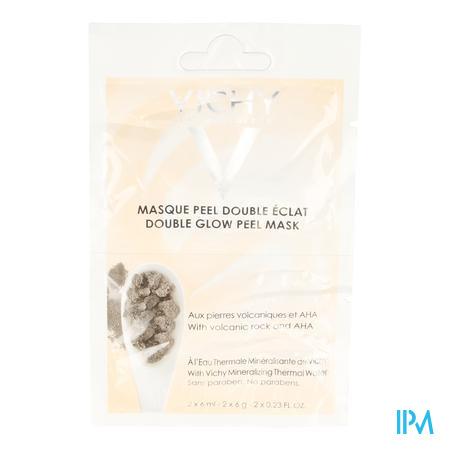 VICHY
MASQUE PEEL DOUBLE ÉCLAT
DOUBLE GLOW PEEL MASK
Aux pierres volcaniques et AHA
With volcanic rock and AHA
À l'Eau Thermale Minéralisante de Vichy
With Vichy Mineralizing Thermal Water
Sans paraben. No parabens.
2 x 6 ml - 2 x 6 g - 2 x 0.23 FL. OZ.
IPM